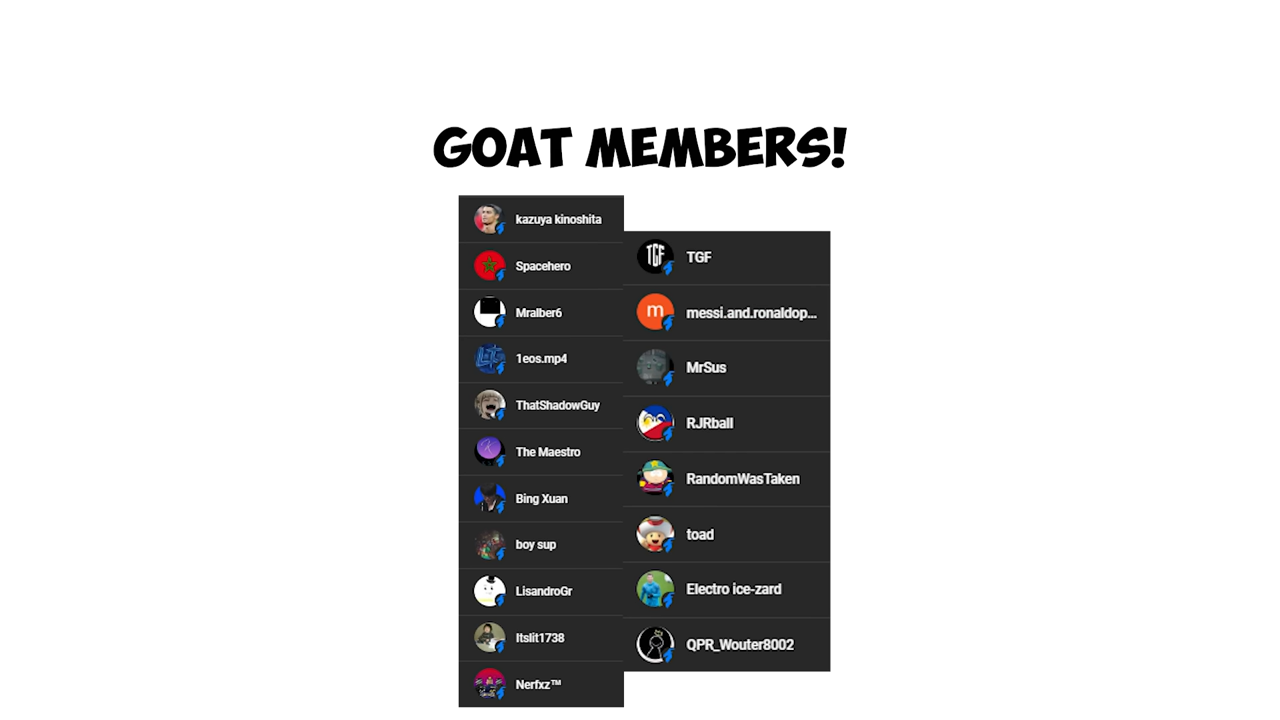 GOAT MEMBERS!
kazuya kinoshita
Spacehero
Mralber6
1eos.mp4
ThatShadowGuy
The Maestro
Bing Xuan
boy sup
LisandroGr
Itslit1738
Nerfxz™
TGF
TGF
m
messi.and.ronaldop...
MrSus
RJRball
RandomWasTaken
toad
Electro ice-zard
QPR_Wouter8002